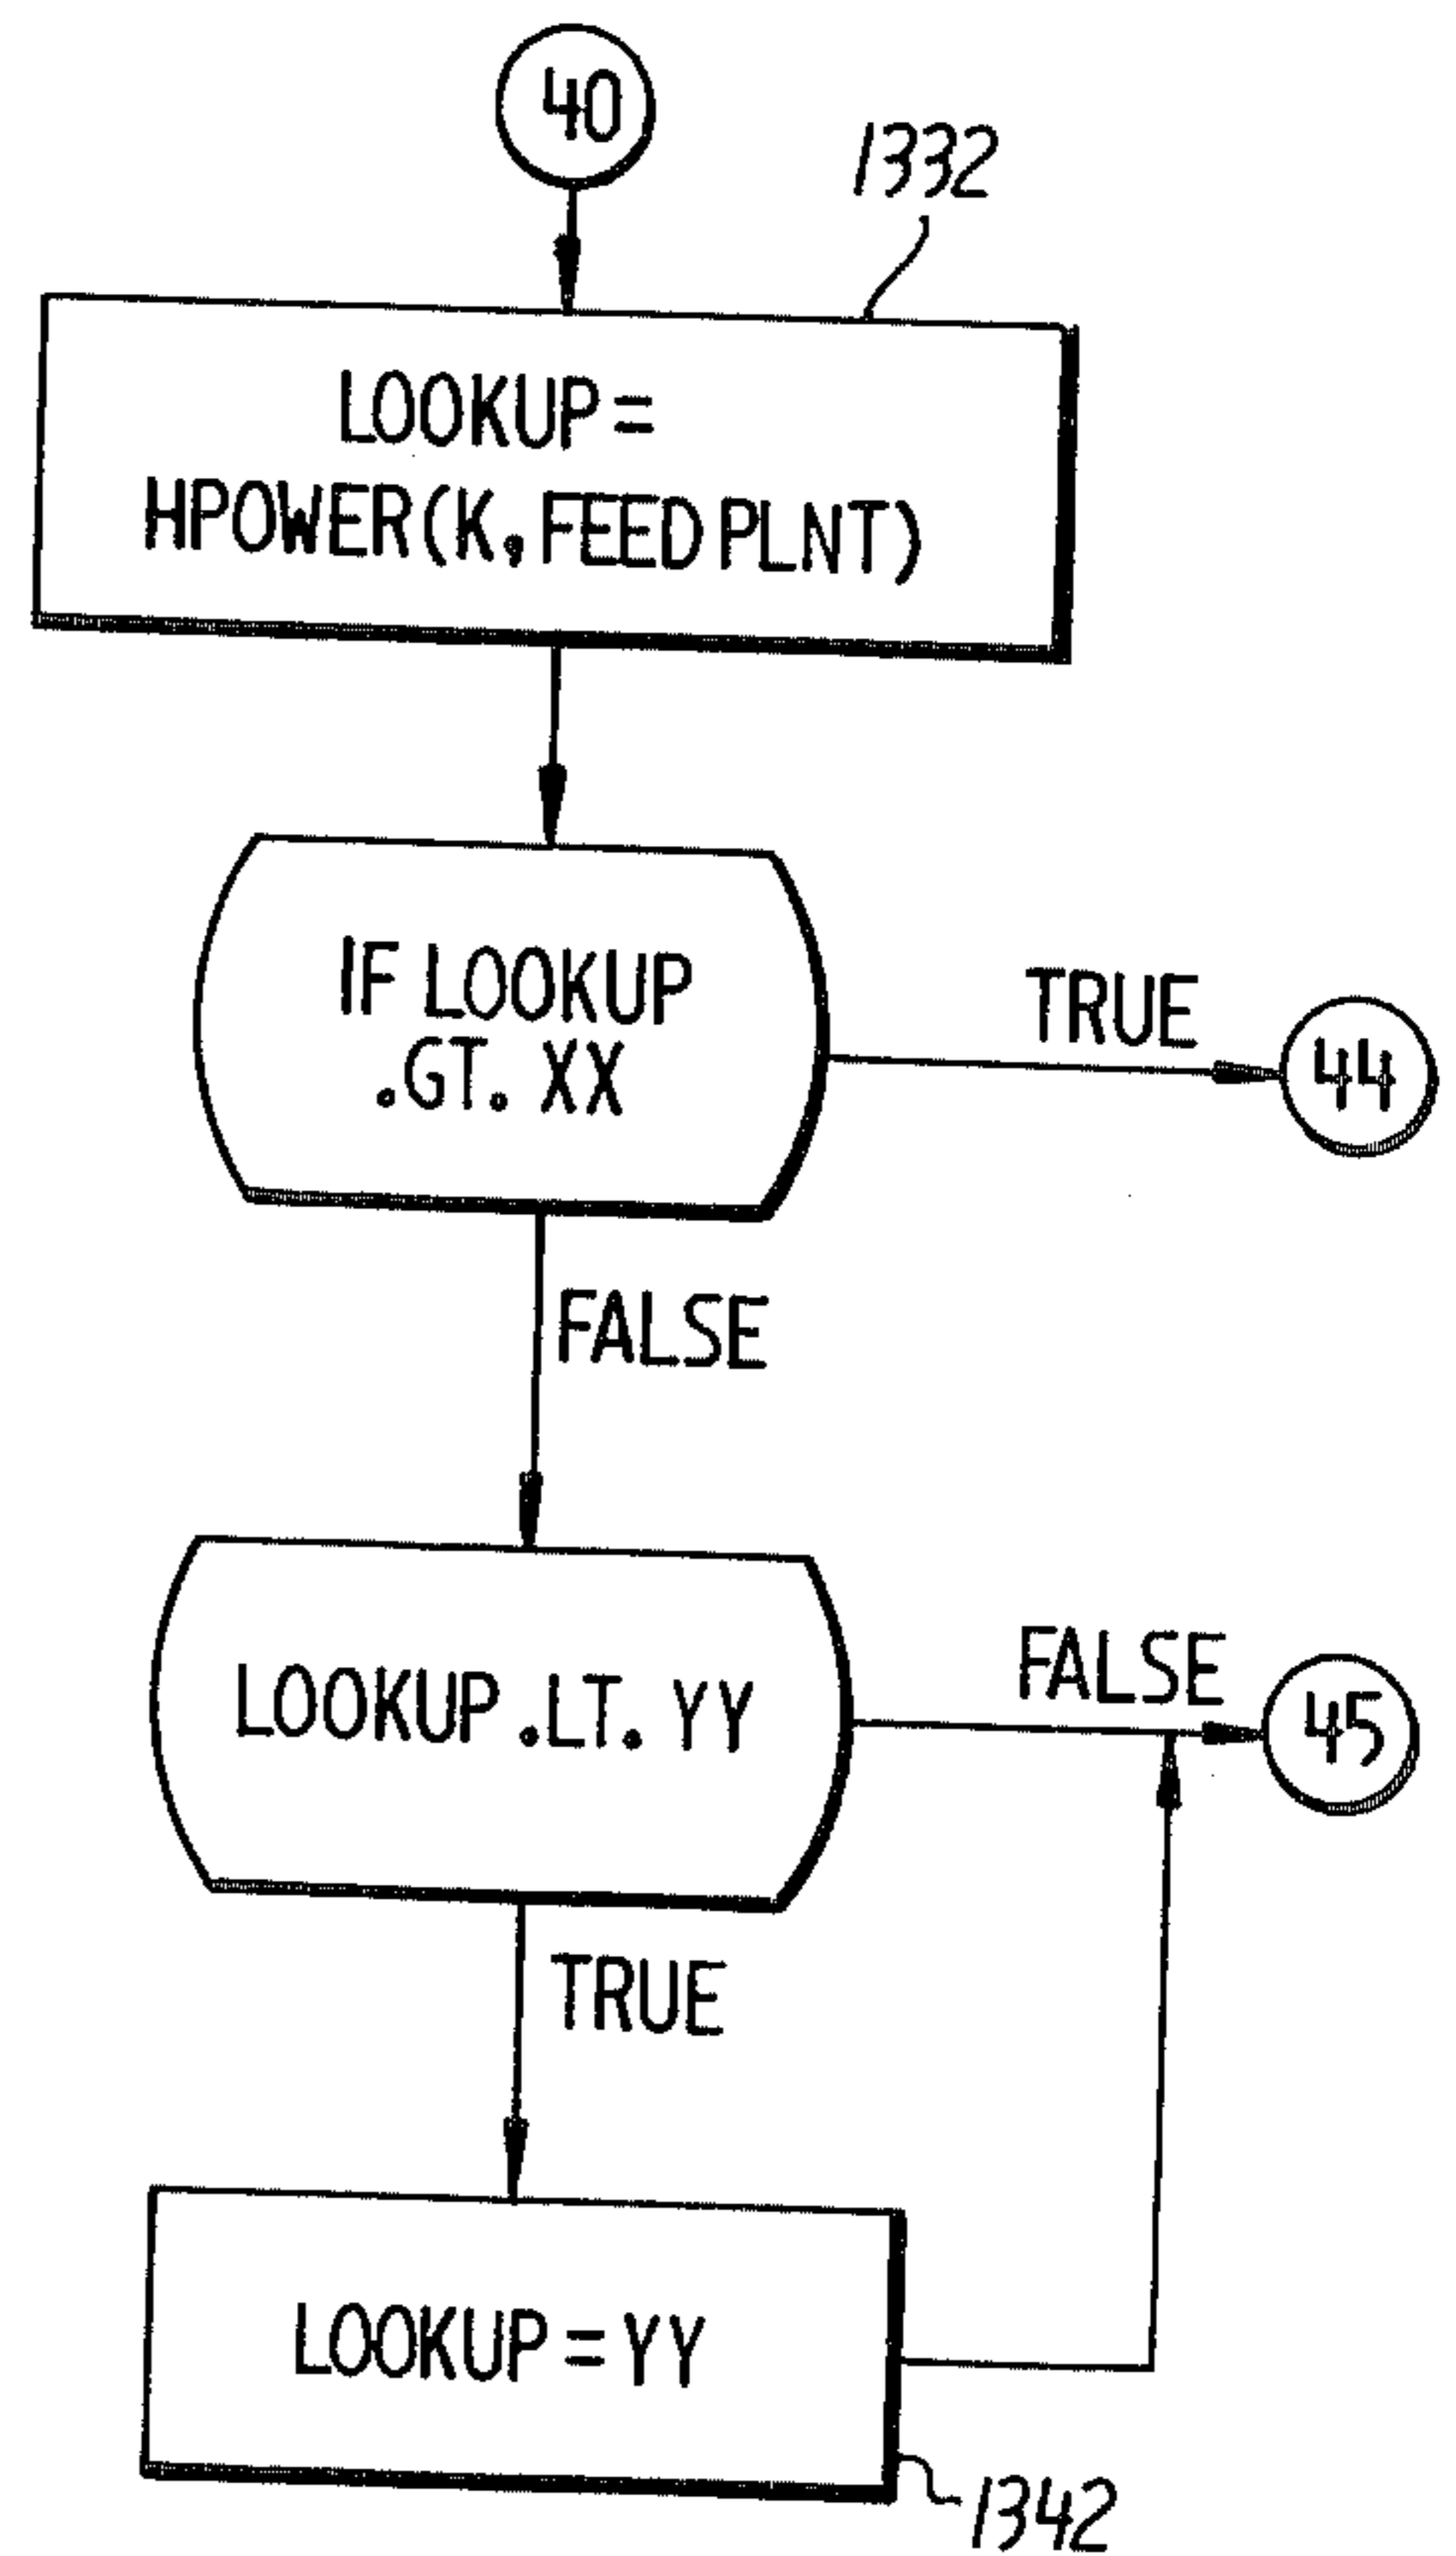 40
1332
LOOKUP =
HPOWER(K, FEED PLNT)
IF LOOKUP
.GT. XX
TRUE
44
FALSE
LOOKUP .LT. YY
FALSE
45
TRUE
LOOKUP = YY
1342